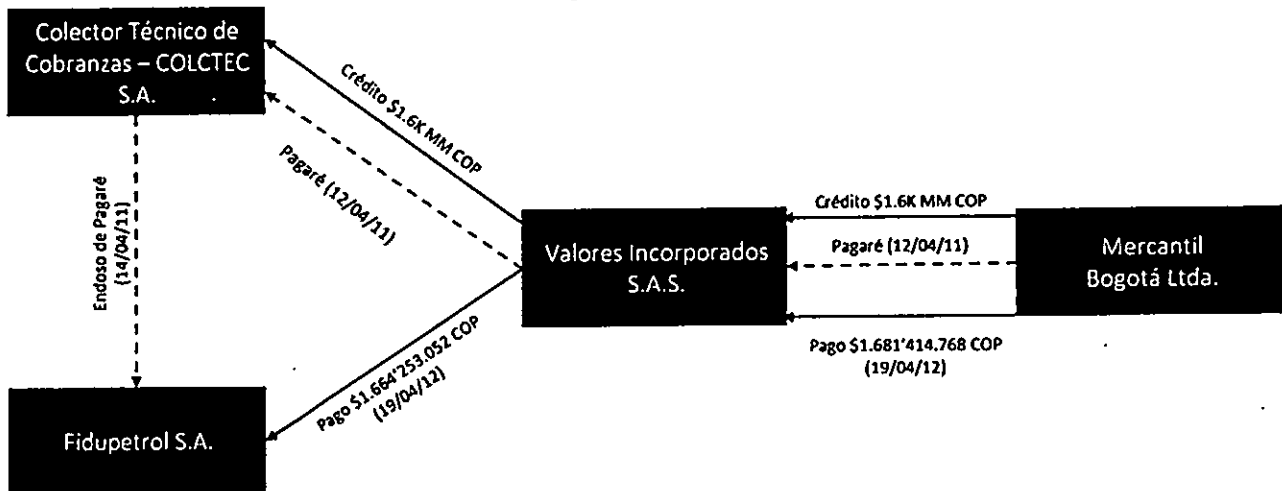 Colector Técnico de
Cobranzas – COLCTEC
S.A.
Crédito $1.6K MM COP
Pagaré (12/04/11)
Endoso de Pagaré
(14/04/11)
Valores Incorporados
S.A.S.
Crédito $1.6K MM COP
Pagaré (12/04/11)
Pago $1.681'414.768 COP
(19/04/12)
Mercantil
Bogotá Ltda.
Pago $1.664'253.052 COP
(19/04/12)
Fidupetrol S.A.